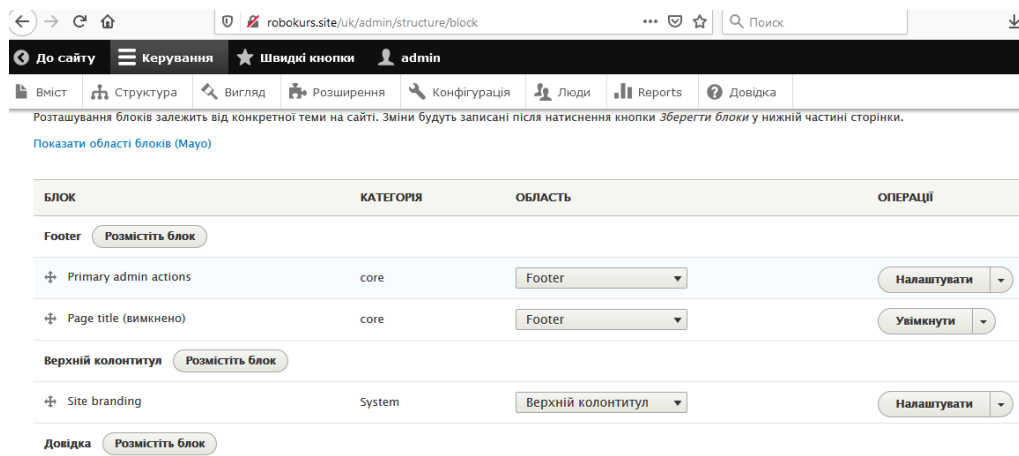 robokurs.site/uk/admin/structure/block
Поиск
До сайту Керування Швидкі кнопки admin
Вміст Структура Вигляд Розширення Конфігурація Люди Reports Довідка
Розташування блоків залежить від конкретної теми на сайті. Зміни будуть записані після натиснення кнопки Зберегти блоки у нижній частині сторінки.
Показати області блоків (Mayo)
БЛОК КАТЕГОРІЯ ОБЛАСТЬ ОПЕРАЦІЇ
Footer Розмістіть блок
Primary admin actions core Footer Налаштувати
Page title (вимкнено) core Footer Увімкнути
Верхній колонтитул Розмістіть блок
Site branding System Верхній колонтитул Налаштувати
Довідка Розмістіть блок